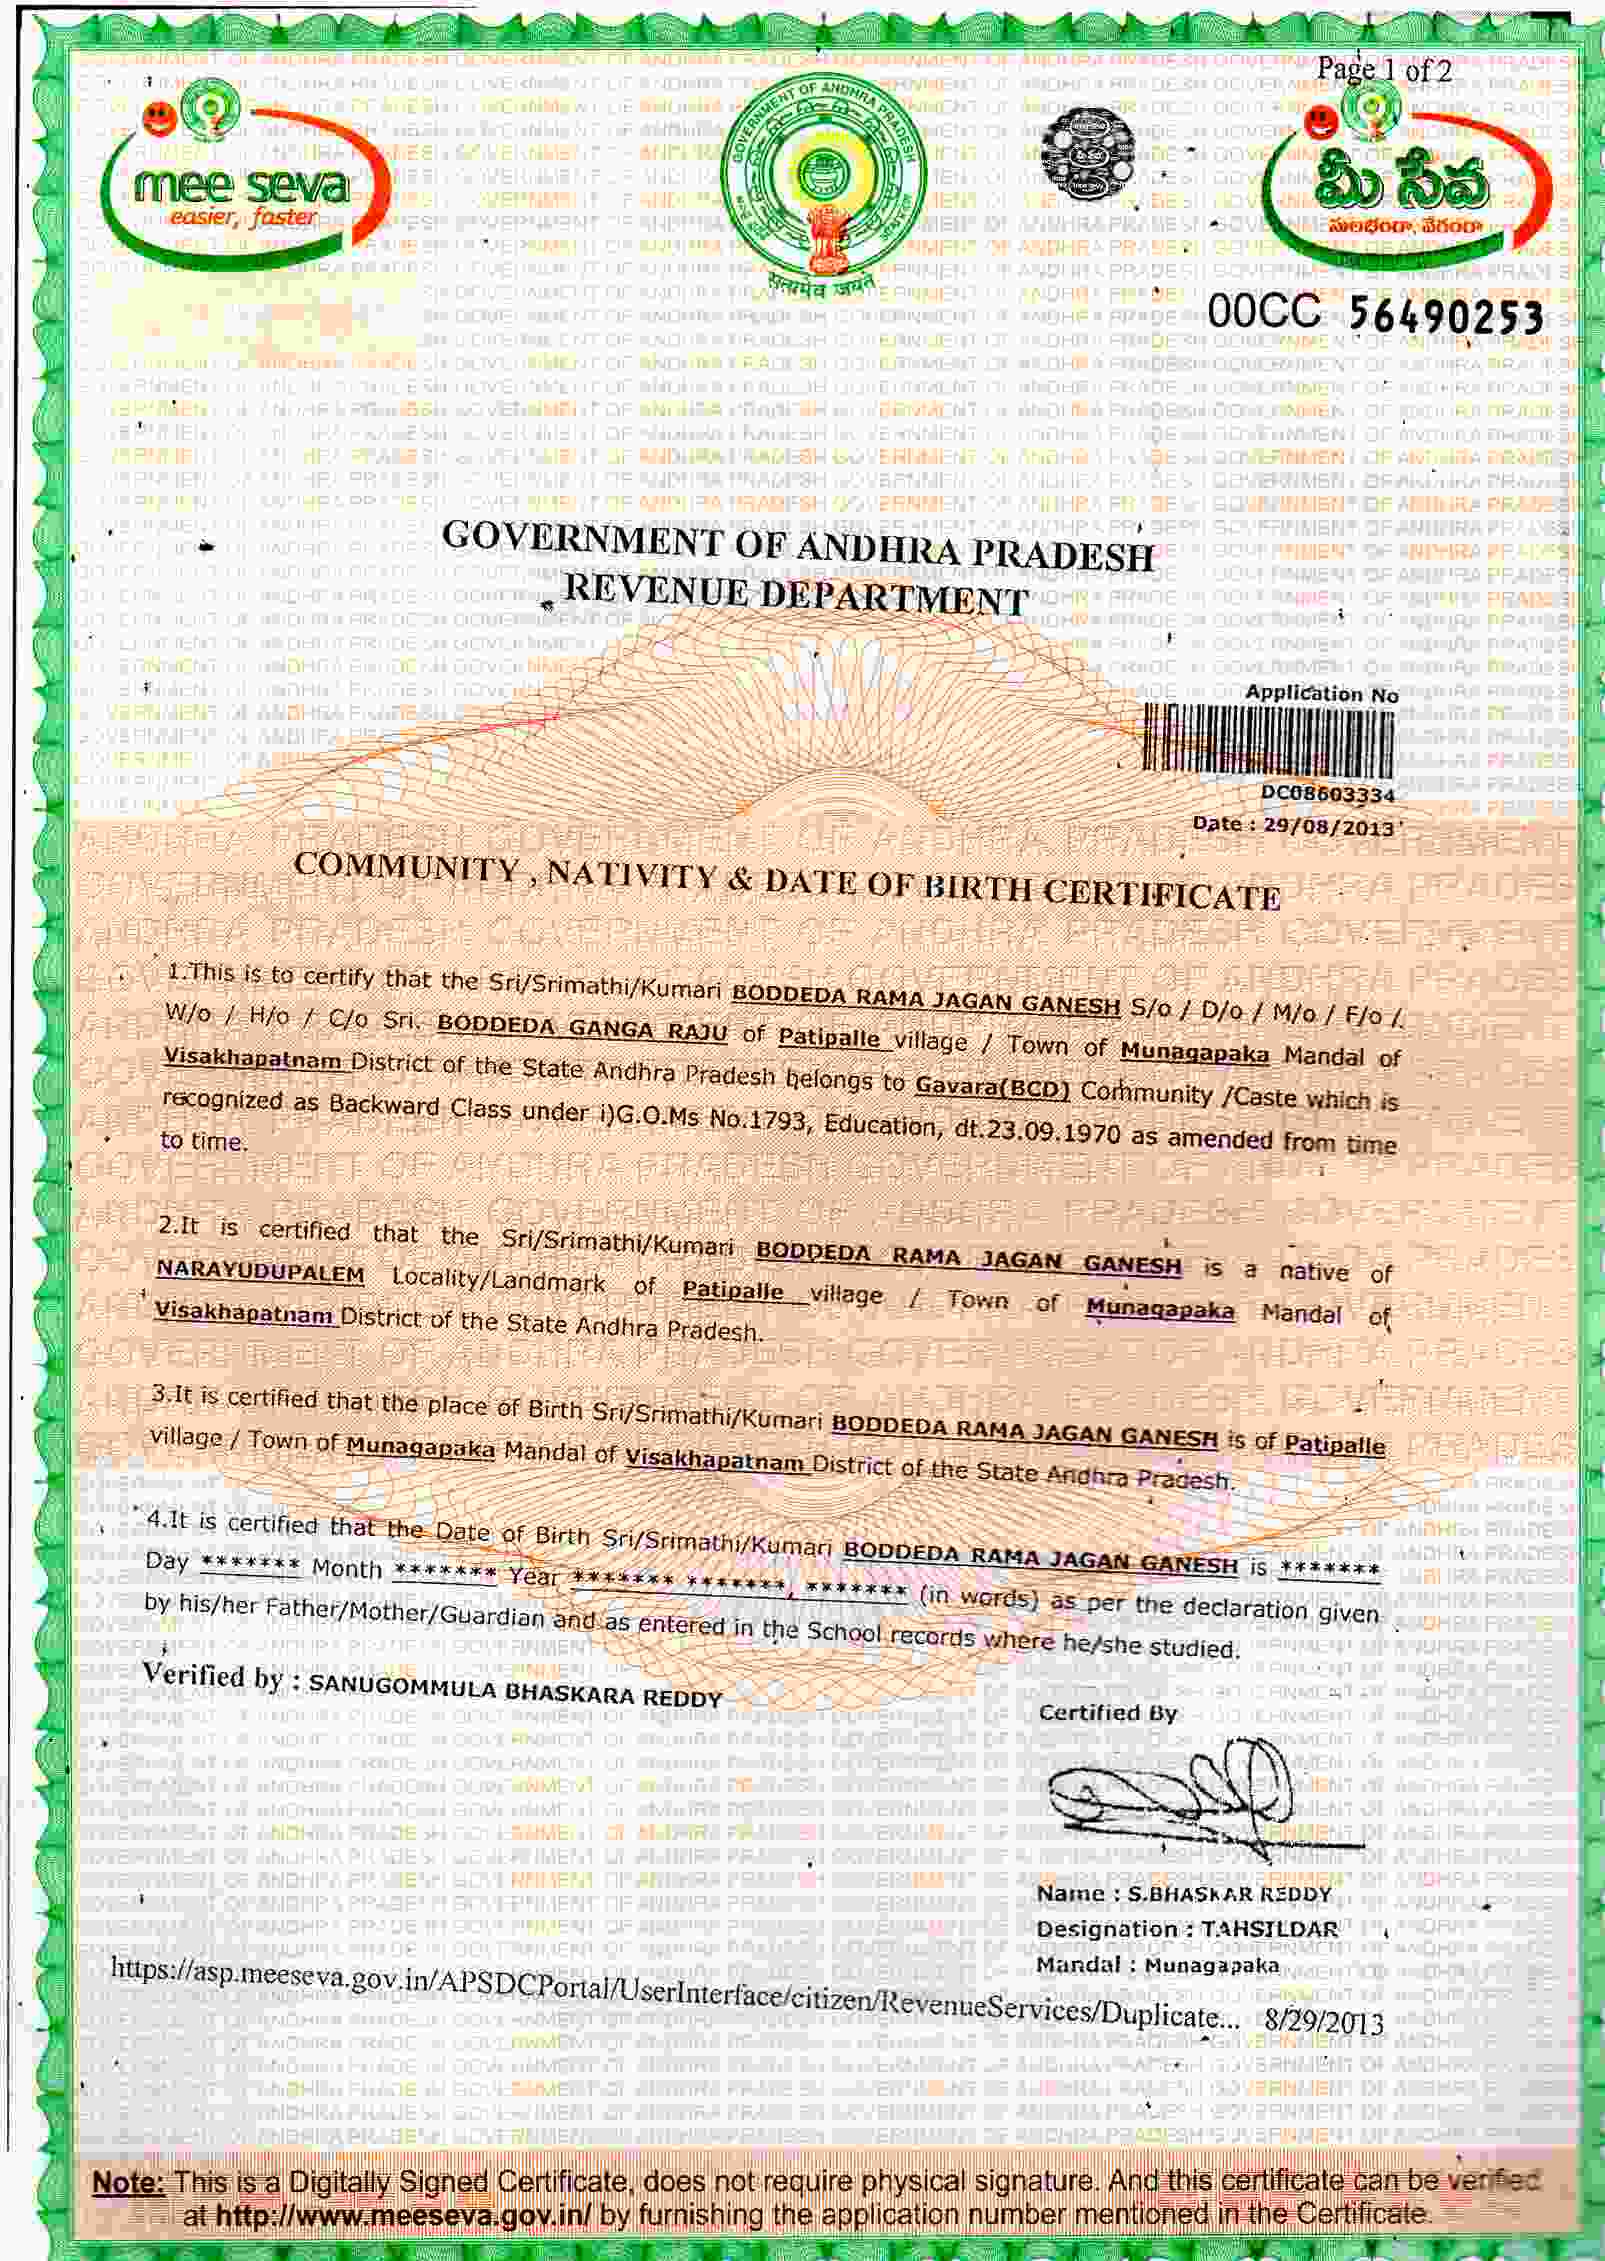 Page 1 of 2
mee seva
easier, faster
GOVERNMENT OF ANDHRA PRADESH
सत्यमेव जयते
మీ సేవ
సులభంగా, వేగంగా
00CC 56490253
GOVERNMENT OF ANDHRA PRADESH
REVENUE DEPARTMENT
Application No
DC08603334
Date : 29/08/2013
COMMUNITY , NATIVITY & DATE OF BIRTH CERTIFICATE
1.This is to certify that the Sri/Srimathi/Kumari BODDEDA RAMA JAGAN GANESH S/o / D/o / M/o / F/o /
W/o / H/o / C/o Sri. BODDEDA GANGA RAJU of Patipalle village / Town of Munagapaka Mandal of
Visakhapatnam District of the State Andhra Pradesh belongs to Gavara(BCD) Community /Caste which is
recognized as Backward Class under i)G.O.Ms No.1793, Education, dt.23.09.1970 as amended from time
to time.
2.It is certified that the Sri/Srimathi/Kumari BODDEDA RAMA JAGAN GANESH is a native of
NARAYUDUPALEM Locality/Landmark of Patipalle village / Town of Munagapaka Mandal of
Visakhapatnam District of the State Andhra Pradesh.
3.It is certified that the place of Birth Sri/Srimathi/Kumari BODDEDA RAMA JAGAN GANESH is of Patipalle
village / Town of Munagapaka Mandal of Visakhapatnam District of the State Andhra Pradesh.
4.It is certified that the Date of Birth Sri/Srimathi/Kumari BODDEDA RAMA JAGAN GANESH is *******
Day ******* Month ******* Year ******* *******, ******* (in words) as per the declaration given
by his/her Father/Mother/Guardian and as entered in the School records where he/she studied.
Verified by : SANUGOMMULA BHASKARA REDDY
Certified By
Name : S.BHASKAR REDDY
Designation : TAHSILDAR
Mandal : Munagapaka
https://asp.meeseva.gov.in/APSDCPortal/UserInterface/citizen/RevenueServices/Duplicate... 8/29/2013
Note: This is a Digitally Signed Certificate, does not require physical signature. And this certificate can be verified
at http://www.meeseva.gov.in/ by furnishing the application number mentioned in the Certificate.